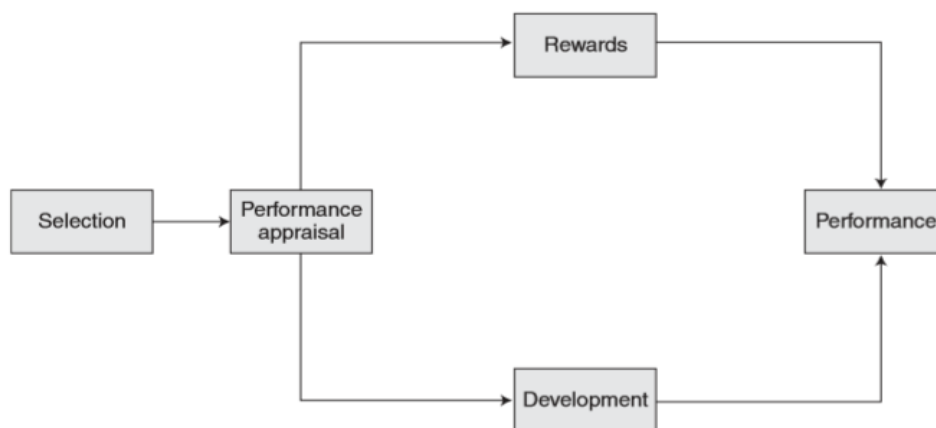 Rewards
Selection
Performance
appraisal
Performance
Development